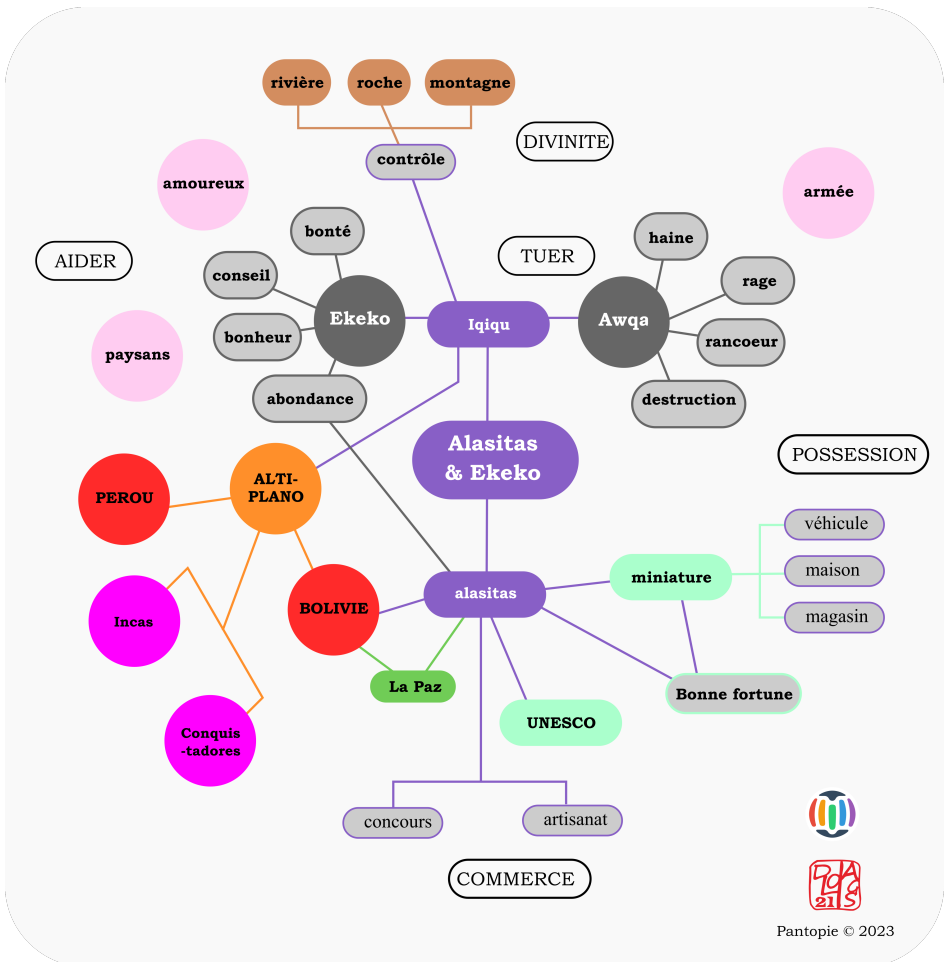 rivière
roche
montagne
DIVINITE
contrôle
amoureux
armée
bonté
haine
AIDER
TUER
conseil
rage
Ekeko
Iqiqu
Awqa
bonheur
rancoeur
paysans
abondance
destruction
Alasitas
& Ekeko
POSSESSION
ALTI-
PLANO
PEROU
véhicule
maison
miniature
alasitas
BOLIVIE
magasin
Incas
La Paz
Bonne fortune
UNESCO
Conquis
-tadores
concours
artisanat
COMMERCE
21
Pantopie © 2023